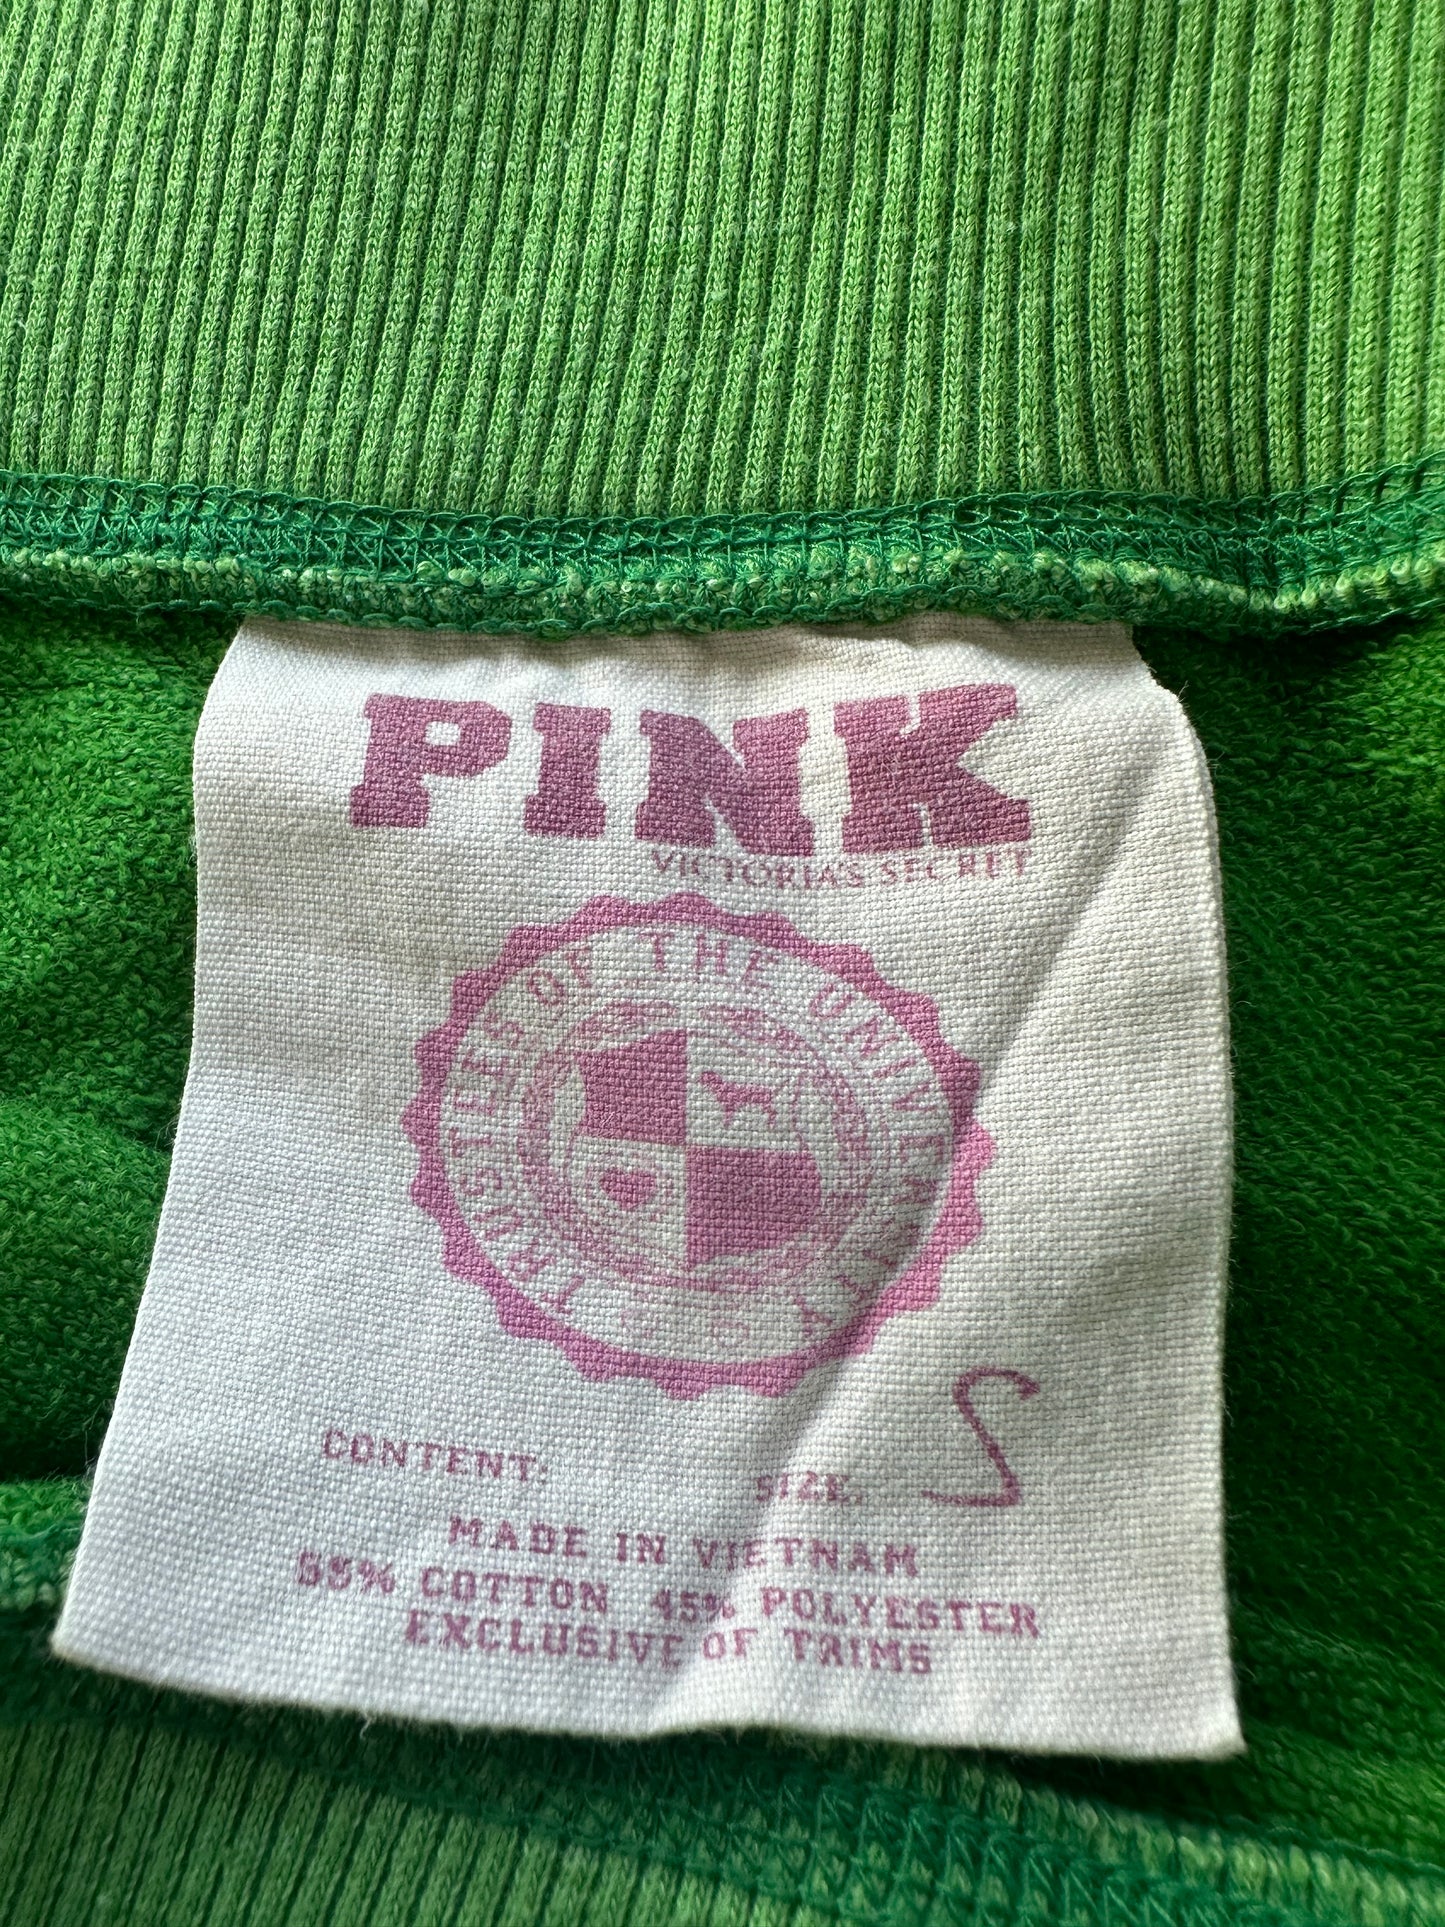 PINK
VICTORIA'S SECRET
TRUSTEES OF THE UNIVERSITY
CONTENT:
SIZE. S
MADE IN VIETNAM
55% COTTON 45% POLYESTER
EXCLUSIVE OF TRIMS